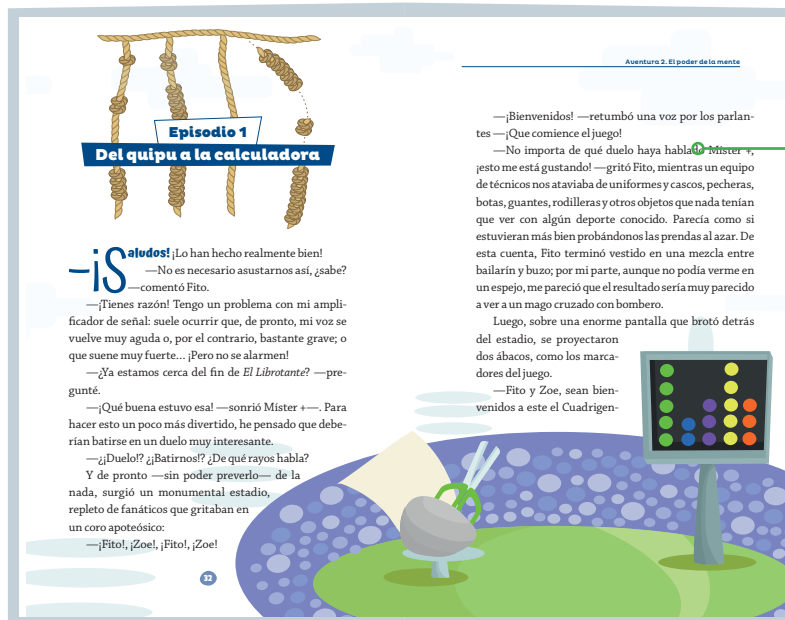 Episodio 1
Del quipu a la calculadora
—¡Saludos! ¡Lo han hecho realmente bien!
—No es necesario asustarnos así, ¿sabe?
—comentó Fito.
—¡Tienes razón! Tengo un problema con mi ampli-
ficador de señal: suele ocurrir que, de pronto, mi voz se
vuelve muy aguda o, por el contrario, bastante grave; o
que suene muy fuerte... ¡Pero no se alarmen!
—¿Ya estamos cerca del fin de El Librotante? —pre-
gunté.
—¡Qué buena estuvo esa! —sonrió Míster +—. Para
hacer esto un poco más divertido, he pensado que debe-
rían batirse en un duelo muy interesante.
—¿¡Duelo!? ¿¡Batirnos!? ¿De qué rayos habla?
Y de pronto —sin poder preverlo— de la
nada, surgió un monumental estadio,
repleto de fanáticos que gritaban en
un coro apoteósico:
—¡Fito!, ¡Zoe!, ¡Fito!, ¡Zoe!
32
Aventura 2. El poder de la mente
—¡Bienvenidos! —retumbó una voz por los parlan-
tes —¡Que comience el juego!
—No importa de qué duelo haya hablado Míster +,
¡esto me está gustando! —gritó Fito, mientras un equipo
de técnicos nos ataviaba de uniformes y cascos, pecheras,
botas, guantes, rodilleras y otros objetos que nada tenían
que ver con algún deporte conocido. Parecía como si
estuvieran más bien probándonos las prendas al azar. De
esta cuenta, Fito terminó vestido en una mezcla entre
bailarín y buzo; por mi parte, aunque no podía verme en
un espejo, me pareció que el resultado sería muy parecido
a ver a un mago cruzado con bombero.
Luego, sobre una enorme pantalla que brotó detrás
del estadio, se proyectaron
dos ábacos, como los marca-
dores del juego.
—Fito y Zoe, sean bien-
venidos a este el Cuadrigen-